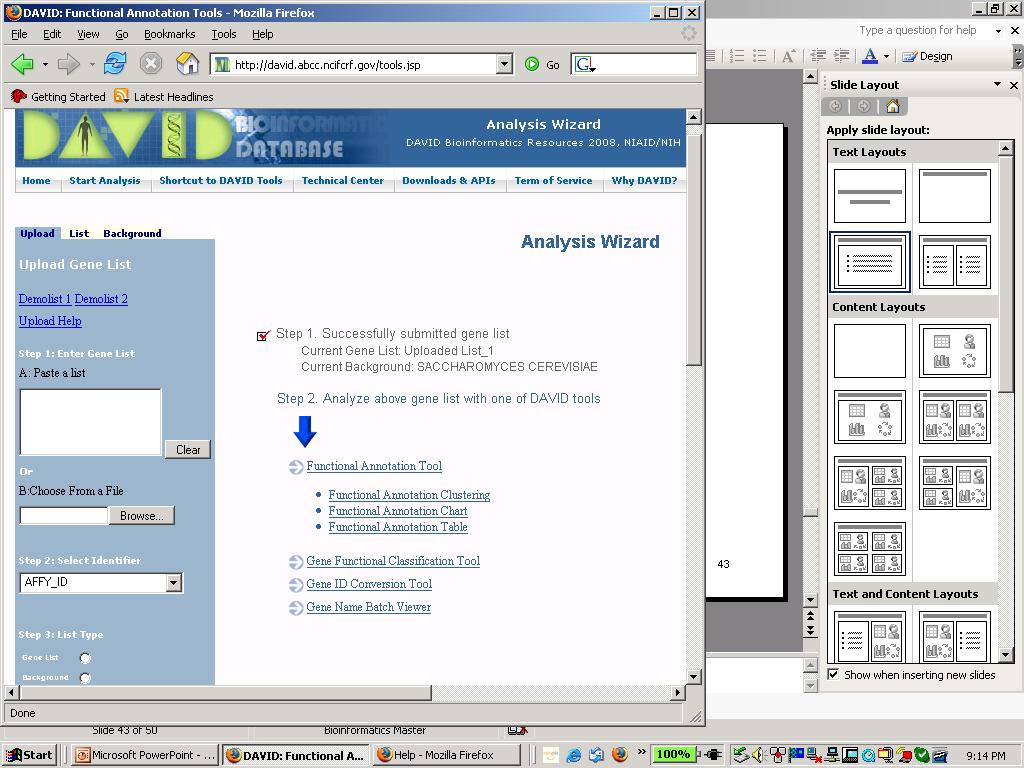 DAVID: Functional Annotation Tools - Mozilla Firefox
File Edit View Go Bookmarks Tools Help
http://david.abcc.ncifcrf.gov/tools.jsp Go G
Getting Started Latest Headlines
DAVID BIOINFORMATICS DATABASE
Analysis Wizard
DAVID Bioinformatics Resources 2008, NIAID/NIH
Home Start Analysis Shortcut to DAVID Tools Technical Center Downloads & APIs Term of Service Why DAVID?
Upload List Background
Upload Gene List
Demolist 1 Demolist 2
Upload Help
Step 1: Enter Gene List
A: Paste a list
Clear
Or
B:Choose From a File
Browse...
Step 2: Select Identifier
AFFY_ID
Step 3: List Type
Gene List
Background
Analysis Wizard
Step 1. Successfully submitted gene list
Current Gene List: Uploaded List_1
Current Background: SACCHAROMYCES CEREVISIAE
Step 2. Analyze above gene list with one of DAVID tools
Functional Annotation Tool
Functional Annotation Clustering
Functional Annotation Chart
Functional Annotation Table
Gene Functional Classification Tool
Gene ID Conversion Tool
Gene Name Batch Viewer
Done
Type a question for help
A A Design
Slide Layout
Apply slide layout:
Text Layouts
Content Layouts
Text and Content Layouts
Show when inserting new slides
43
Slide 43 of 50 Bioinformatics Master
Start Microsoft PowerPoint - ... DAVID: Functional A... Help - Mozilla Firefox » 100% 9:14 PM